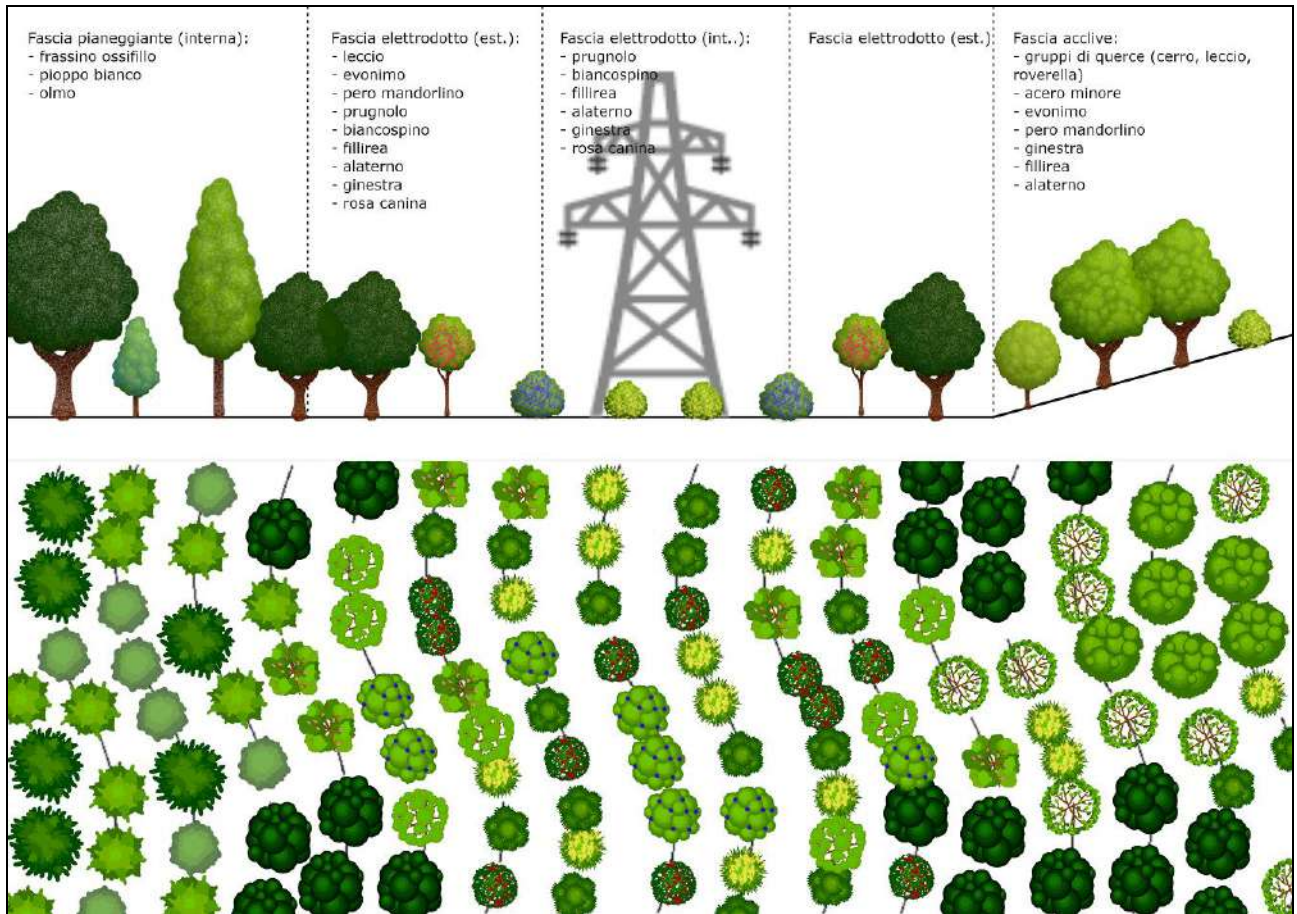 Fascia pianeggiante (interna):
- frassino ossifillo
- pioppo bianco
- olmo
Fascia elettrodotto (est.):
- leccio
- evonimo
- pero mandorlino
- prugnolo
- biancospino
- fillirea
- alaterno
- ginestra
- rosa canina
Fascia elettrodotto (int..):
- prugnolo
- biancospino
- fillirea
- alaterno
- ginestra
- rosa canina
Fascia elettrodotto (est.)
Fascia acclive:
- gruppi di querce (cerro, leccio,
roverella)
- acero minore
- evonimo
- pero mandorlino
- ginestra
- fillirea
- alaterno